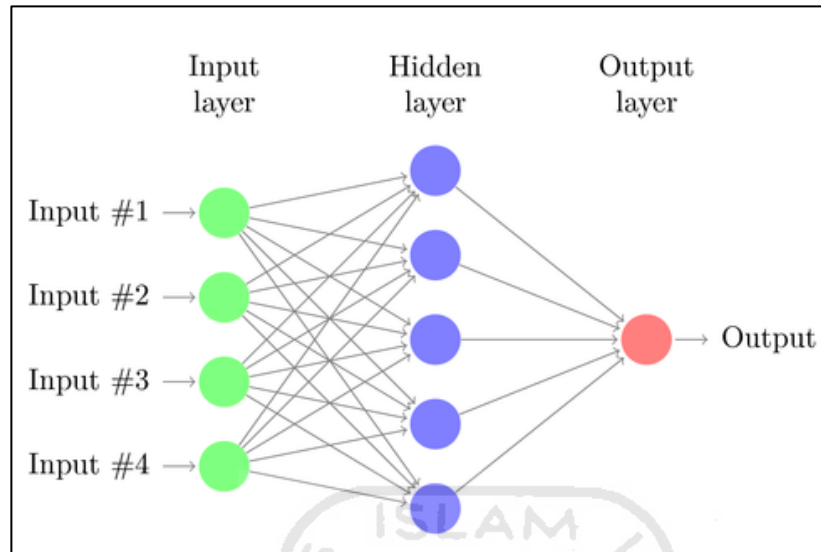 Input
layer
Hidden
layer
Output
layer
Input #1
Input #2
Input #3
Input #4
Output
ISLAM